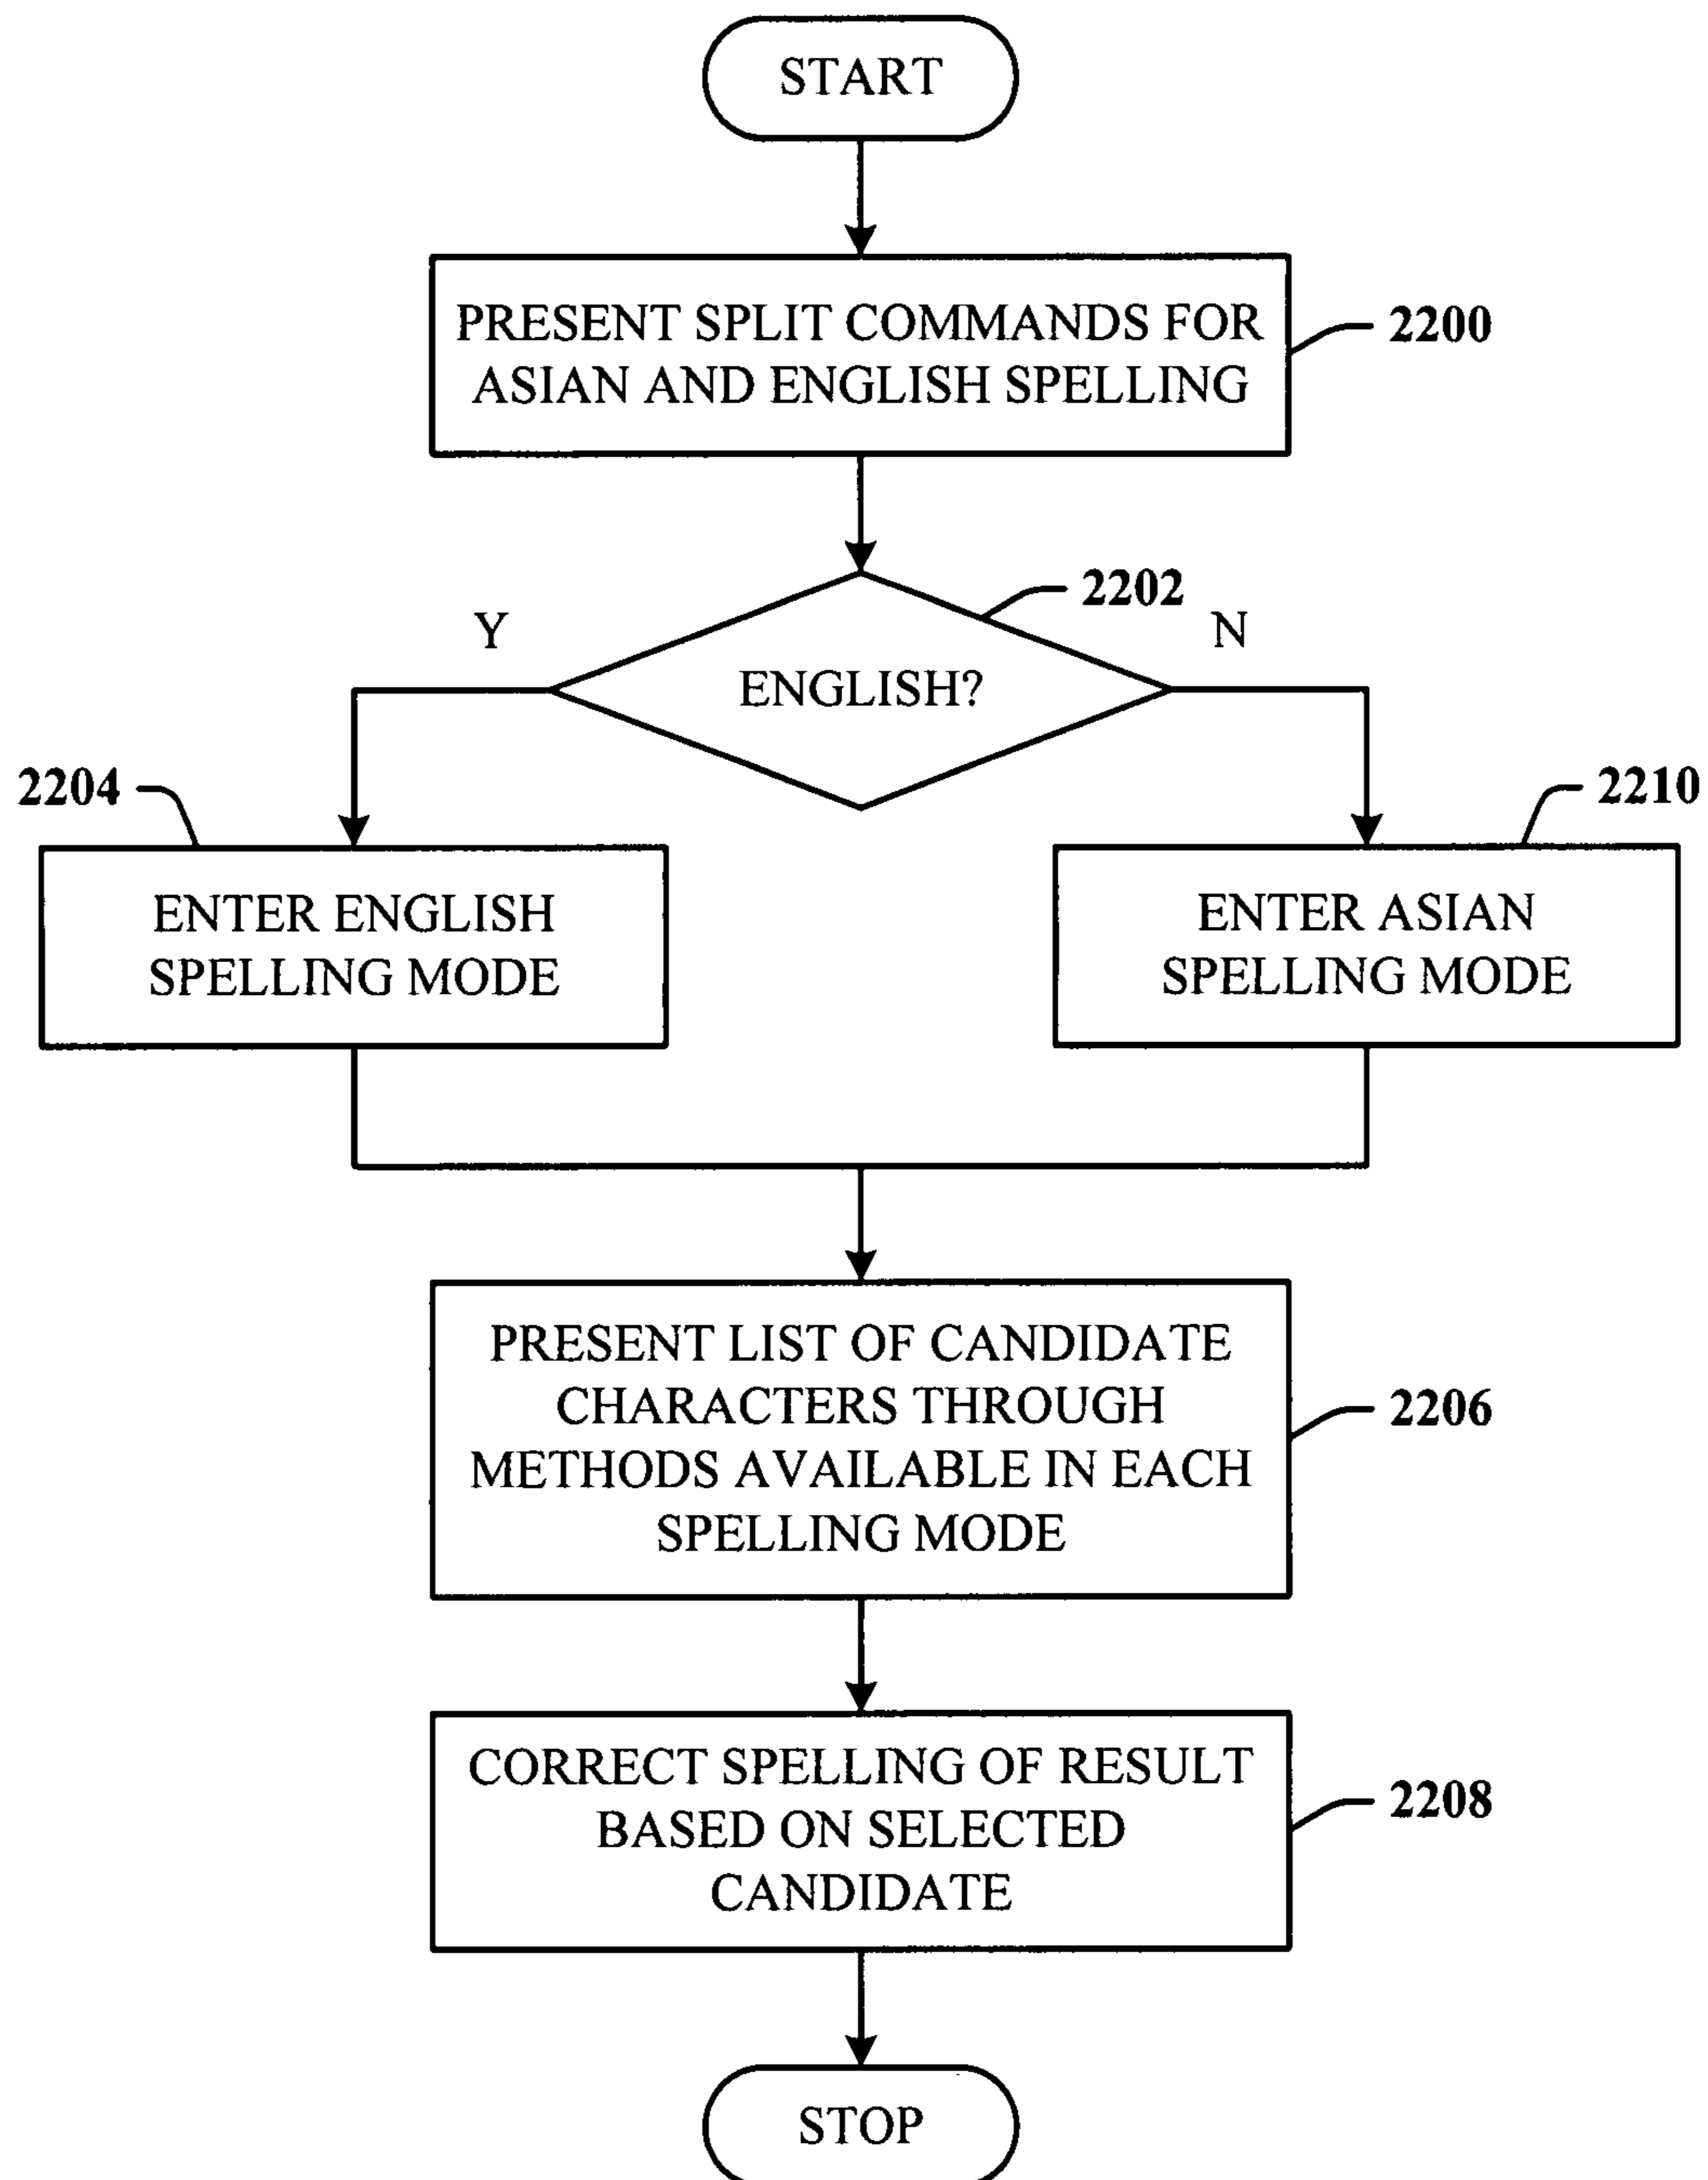 START
PRESENT SPLIT COMMANDS FOR
ASIAN AND ENGLISH SPELLING
2200
2202
Y
N
ENGLISH?
2204
2210
ENTER ENGLISH
SPELLING MODE
ENTER ASIAN
SPELLING MODE
PRESENT LIST OF CANDIDATE
CHARACTERS THROUGH
METHODS AVAILABLE IN EACH
SPELLING MODE
2206
CORRECT SPELLING OF RESULT
BASED ON SELECTED
CANDIDATE
2208
STOP